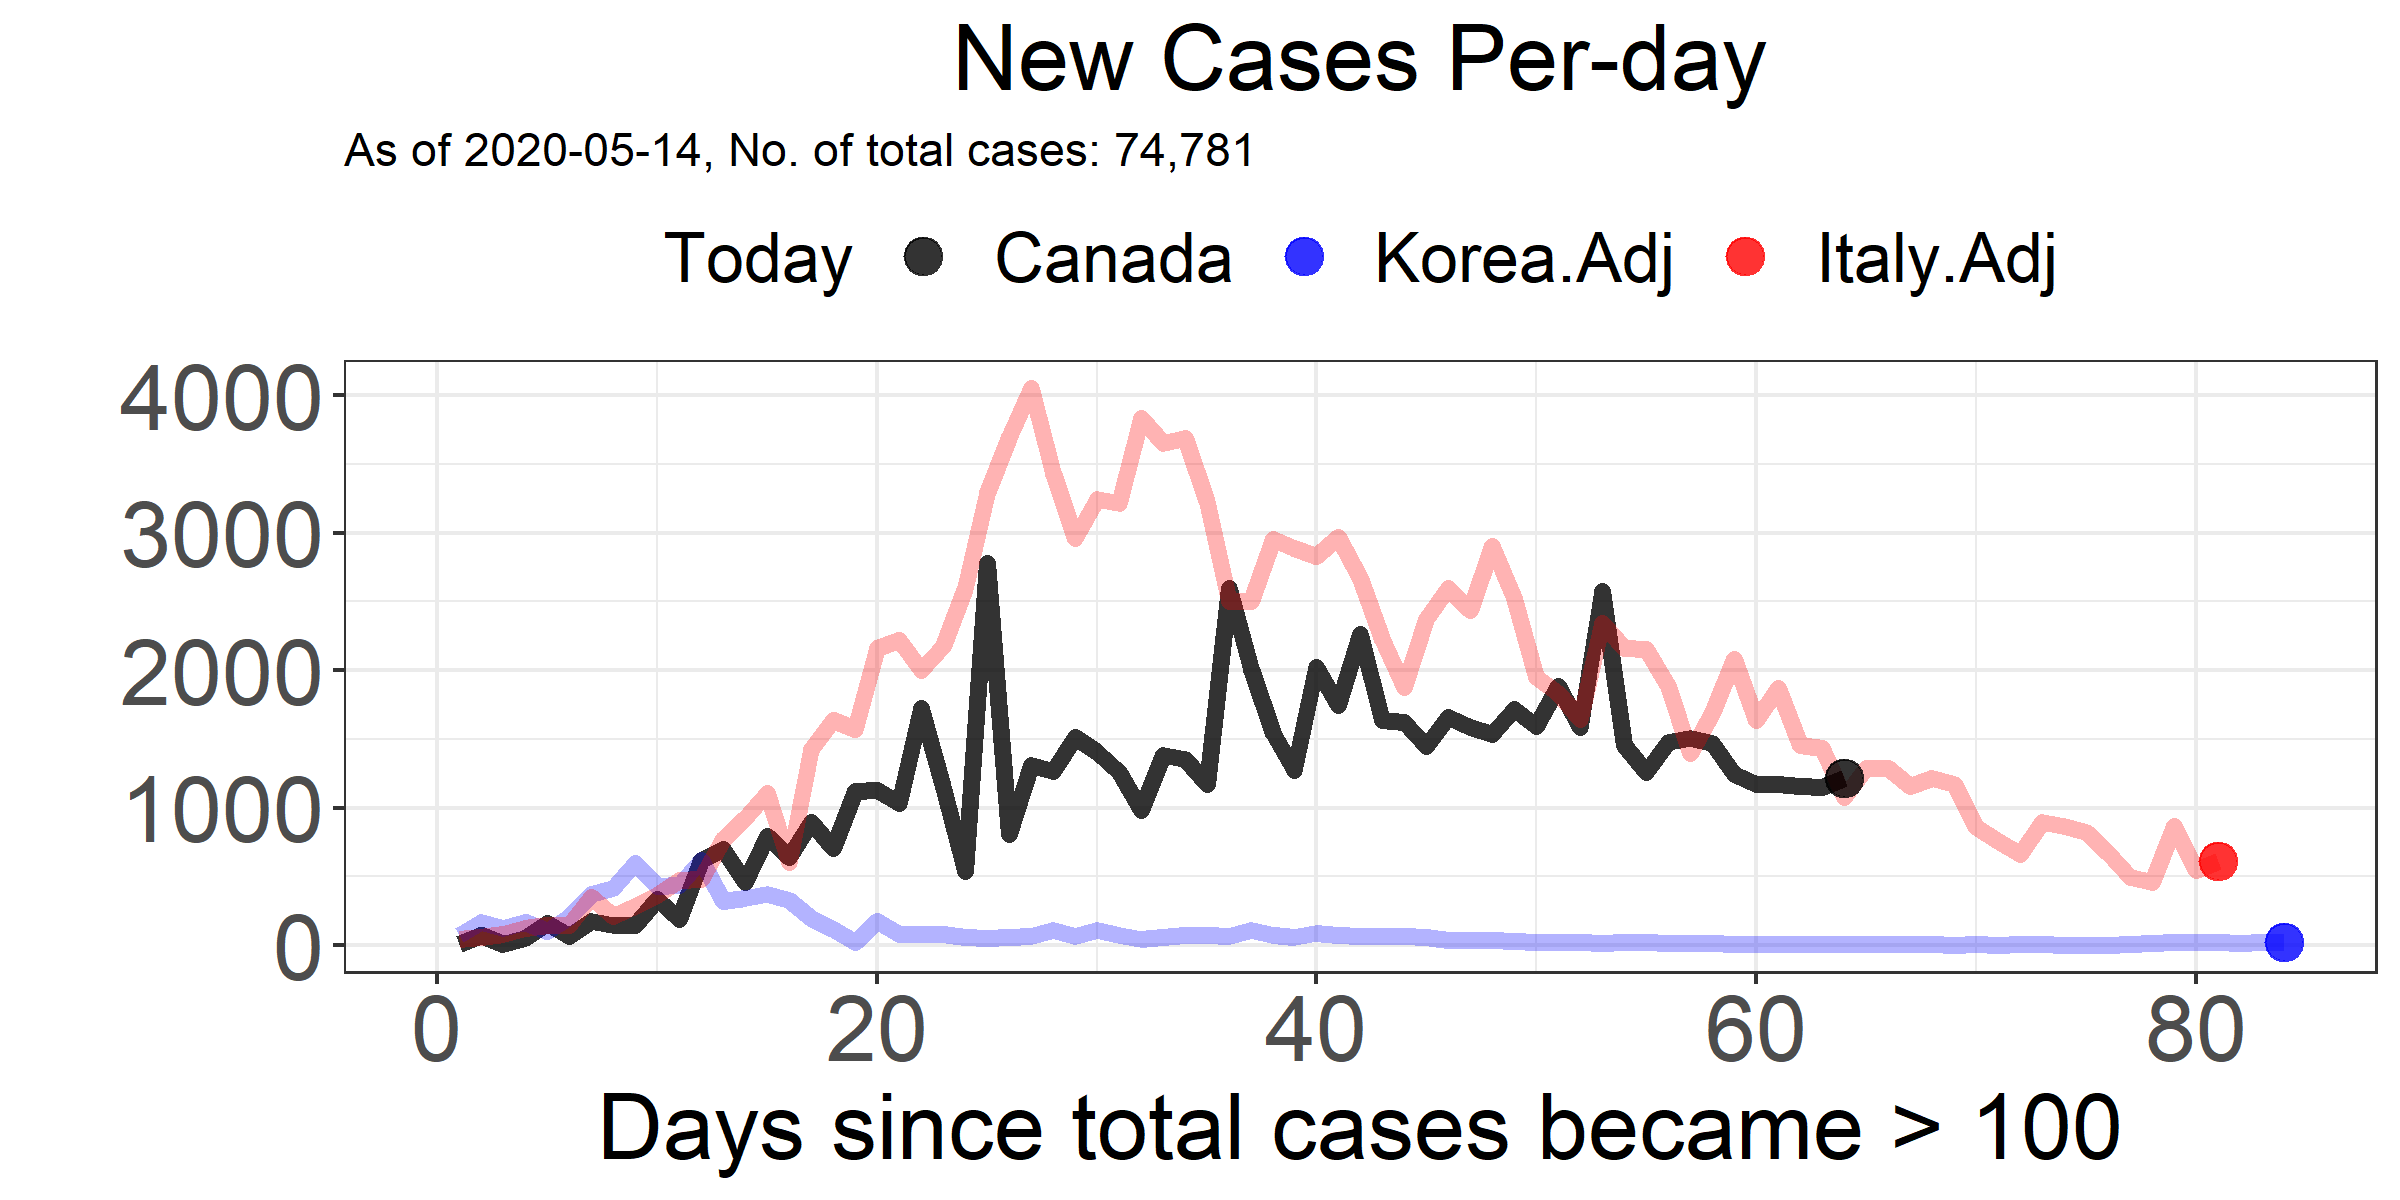 New Cases Per-day
As of 2020-05-14, No. of total cases: 74,781
Today Canada Korea.Adj Italy.Adj
4000
3000
2000
1000
0
0 20 40 60 80
Days since total cases became > 100